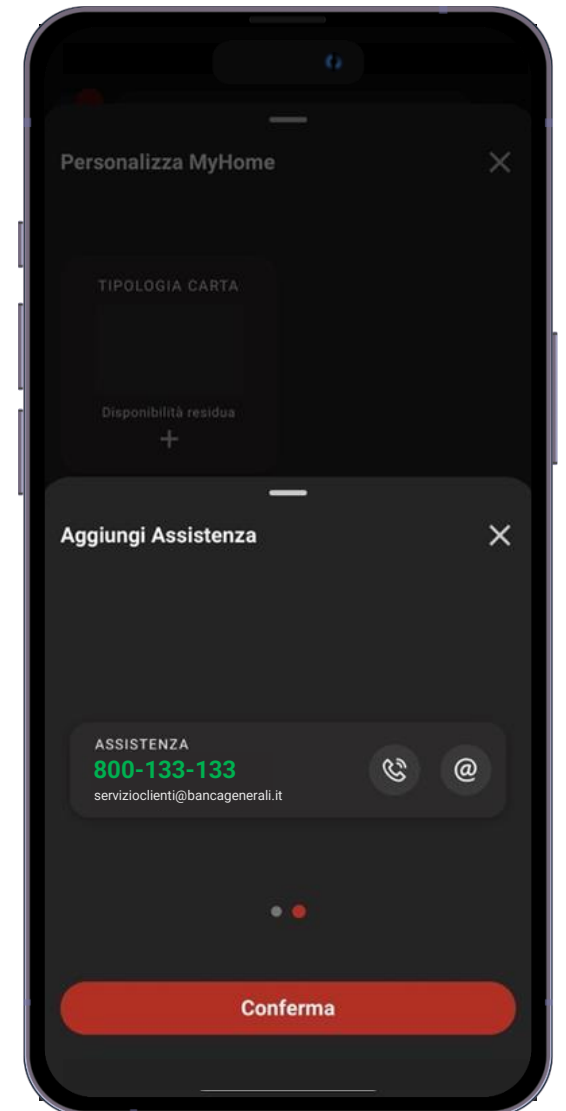 Personalizza MyHome
TIPOLOGIA CARTA
Disponibilità residua
+
Aggiungi Assistenza
ASSISTENZA
800-133-133
servizioclienti@bancagenerali.it
@
Conferma